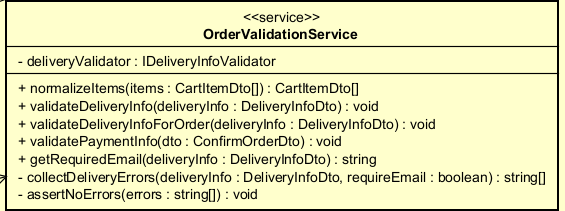 <<service>>
OrderValidationService
- deliveryValidator : IDeliveryInfoValidator
+ normalizeItems(items : CartItemDto[]) : CartItemDto[]
+ validateDeliveryInfo(deliveryInfo : DeliveryInfoDto) : void
+ validateDeliveryInfoForOrder(deliveryInfo : DeliveryInfoDto) : void
+ validatePaymentInfo(dto : ConfirmOrderDto) : void
+ getRequiredEmail(deliveryInfo : DeliveryInfoDto) : string
- collectDeliveryErrors(deliveryInfo : DeliveryInfoDto, requireEmail : boolean) : string[]
- assertNoErrors(errors : string[]) : void